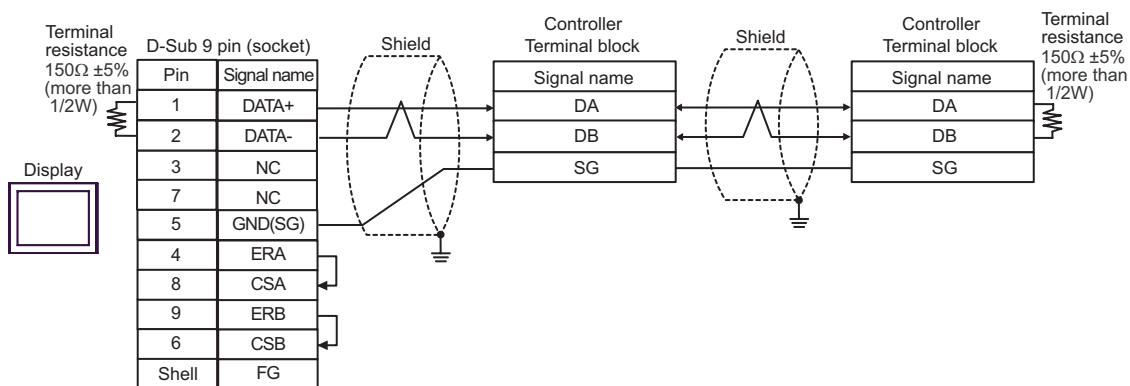 Terminal
resistance
150Ω ±5%
(more than
1/2W)
D-Sub 9 pin (socket)
Shield
Controller
Terminal block
Shield
Controller
Terminal block
Terminal
resistance
150Ω ±5%
(more than
1/2W)
Display
Pin Signal name
1 DATA+
2 DATA-
3 NC
7 NC
5 GND(SG)
4 ERA
8 CSA
9 ERB
6 CSB
Shell FG
Signal name
DA
DB
SG
Signal name
DA
DB
SG